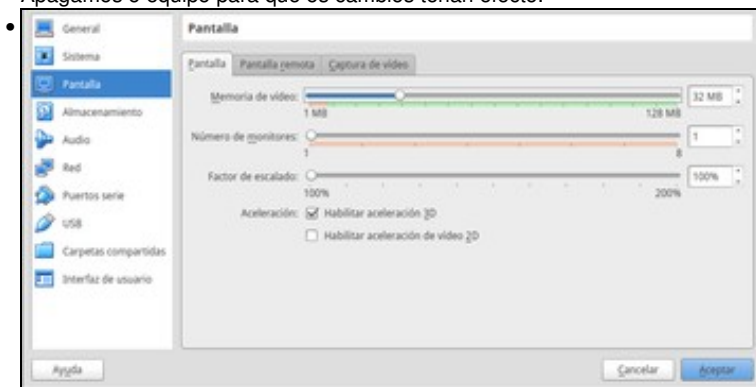 Apagamos o equipo para que os cambios teñan efecto.
General
Pantalla
Sistema
Pantalla
Pantalla remota
Captura de vídeo
Pantalla
Memoria de vídeo:
32 MB
1 MB
128 MB
Almacenamiento
Audio
Número de monitores:
1
1
8
Red
Factor de escalado:
100%
100%
200%
Puertos serie
Aceleración:
Habilitar aceleración 3D
USB
Habilitar aceleración de vídeo 2D
Carpetas compartidas
Interfaz de usuario
Ayuda
Cancelar
Aceptar